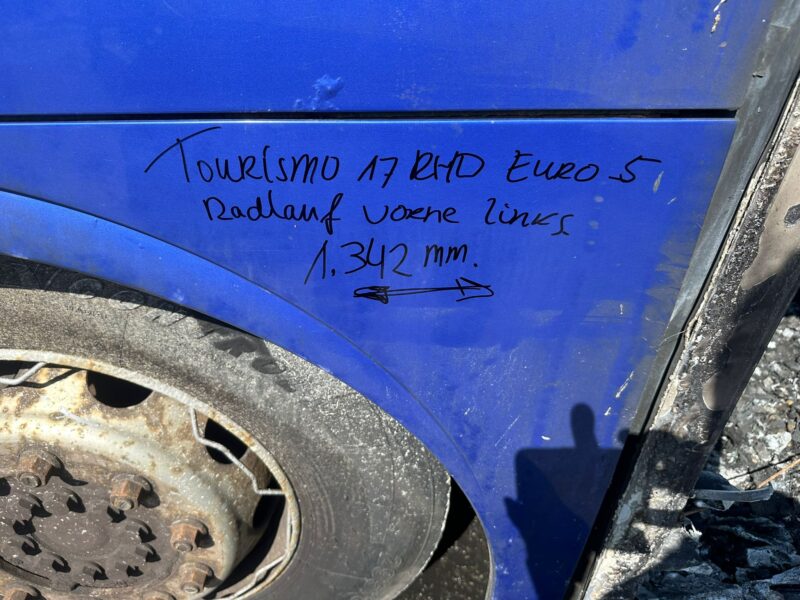 Tourismo 17 RHD Euro 5
Radlauf vorne links
1.342 mm.